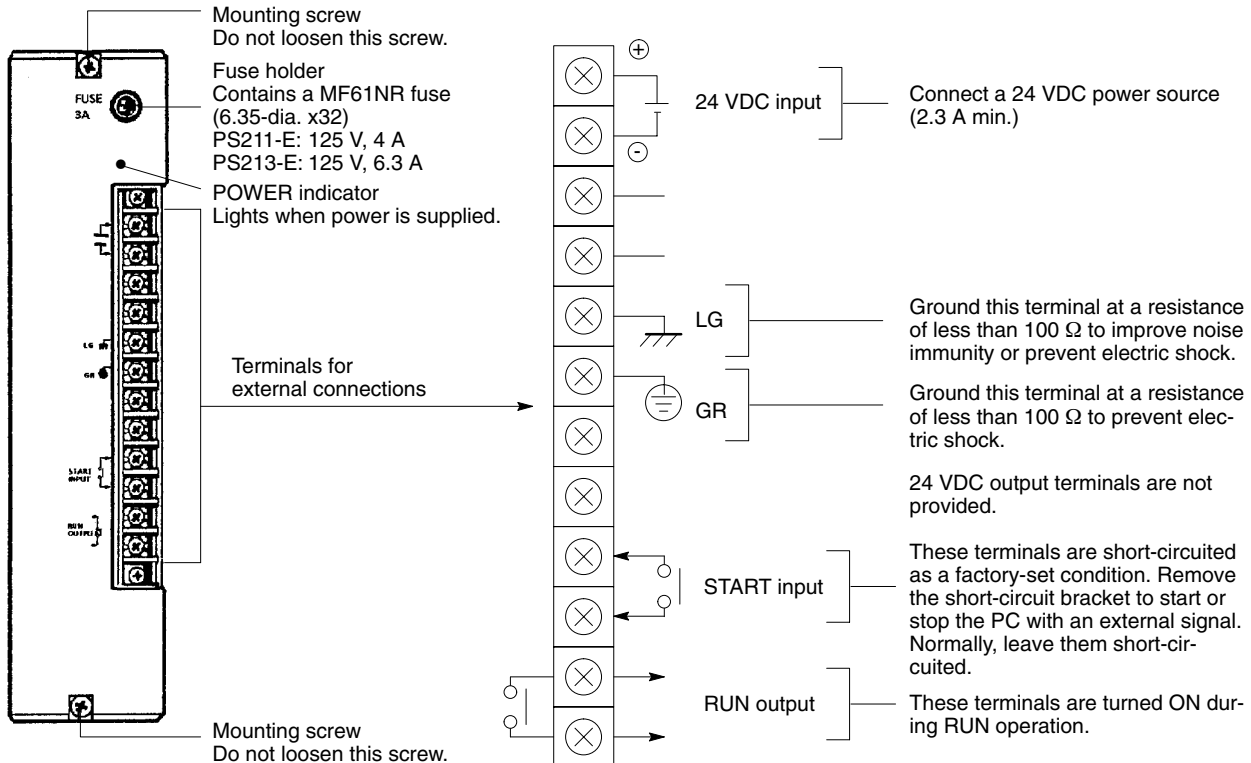 Mounting screw
Do not loosen this screw.
Fuse holder
Contains a MF61NR fuse
(6.35-dia. x32)
PS211-E: 125 V, 4 A
PS213-E: 125 V, 6.3 A
POWER indicator
Lights when power is supplied.
FUSE
3A
LG
GR
START
INPUT
RUN
OUTPUT
Terminals for
external connections
Mounting screw
Do not loosen this screw.
+
24 VDC input
-
Connect a 24 VDC power source
(2.3 A min.)
LG
Ground this terminal at a resistance
of less than 100 Ω to improve noise
immunity or prevent electric shock.
GR
Ground this terminal at a resistance
of less than 100 Ω to prevent elec-
tric shock.
24 VDC output terminals are not
provided.
START input
These terminals are short-circuited
as a factory-set condition. Remove
the short-circuit bracket to start or
stop the PC with an external signal.
Normally, leave them short-cir-
cuited.
RUN output
These terminals are turned ON dur-
ing RUN operation.